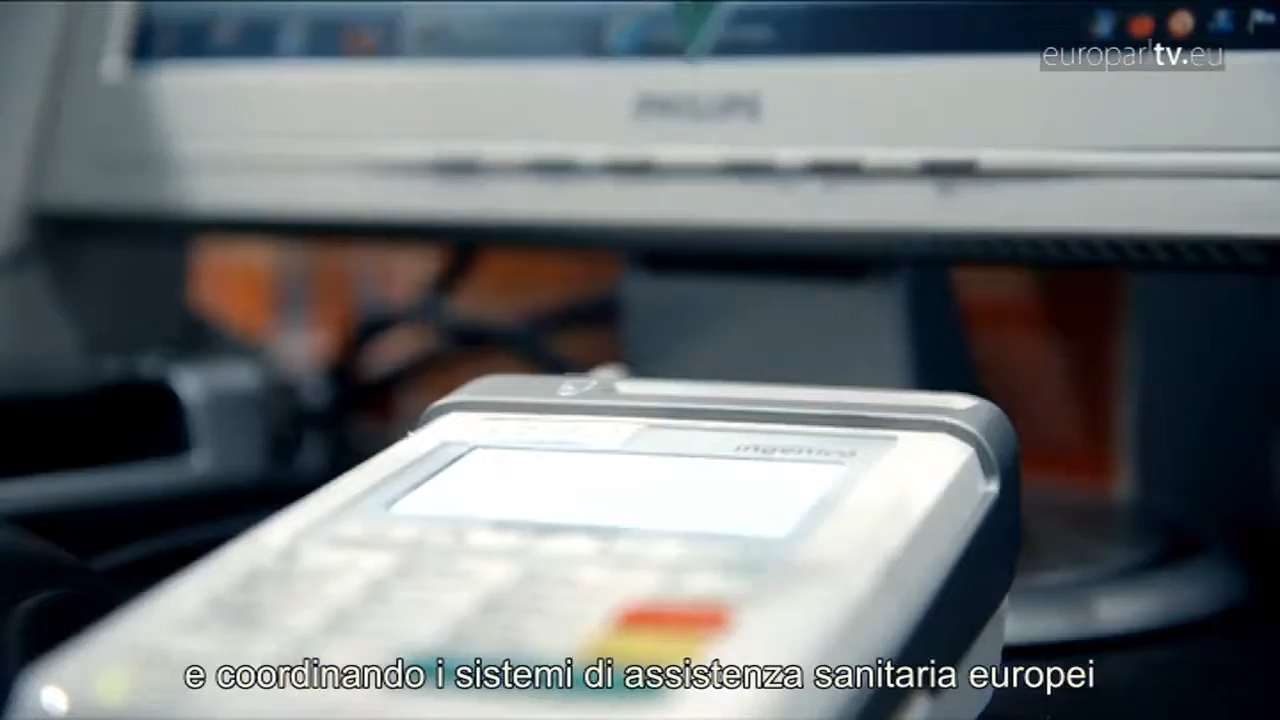 europarltv.eu
PHILIPS
ingenico
e coordinando i sistemi di assistenza sanitaria europei